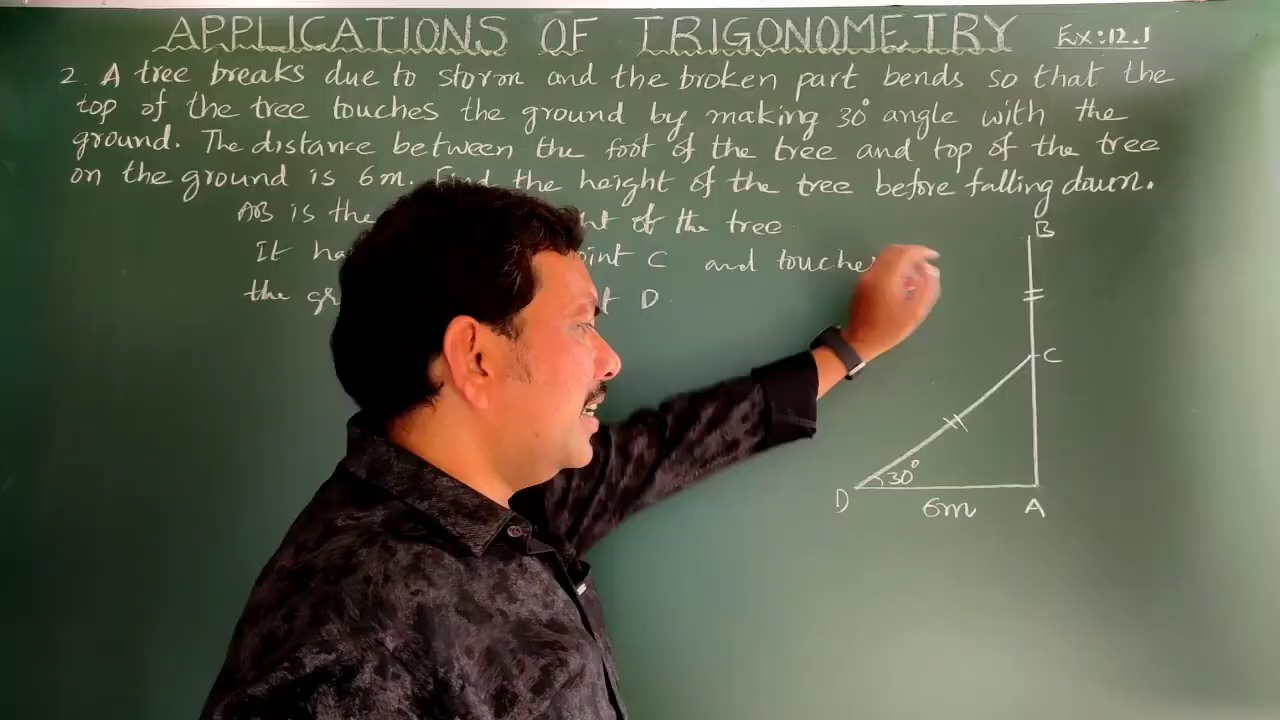 APPLICATIONS OF TRIGONOMETRY Ex:12.1
2 A tree breaks due to storm and the broken part bends so that the
top of the tree touches the ground by making 30° angle with the
ground. The distance between the foot of the tree and top of the tree
on the ground is 6m. Find the height of the tree before falling down.
AB is the of the tree
It C and touches
the D
B
C
30°
D 6m A